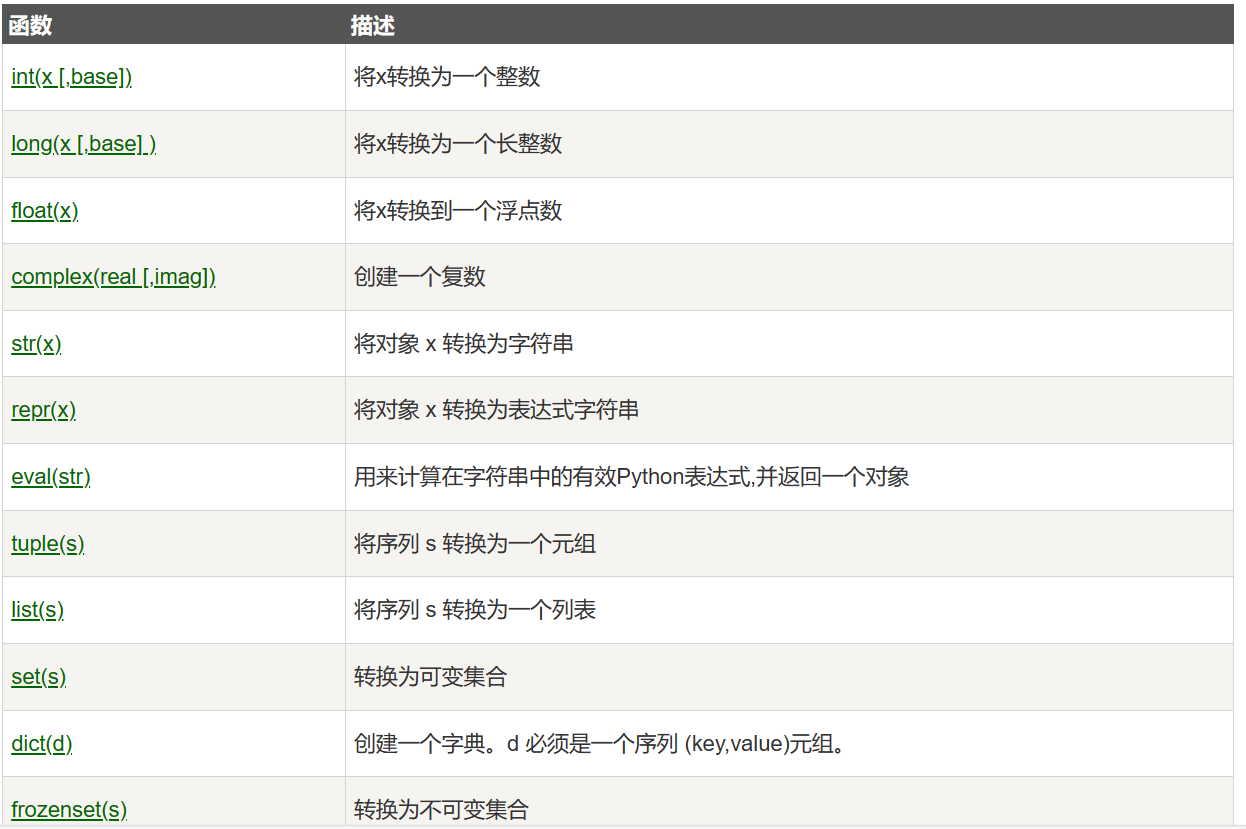 函数 描述
int(x [,base]) 将x转换为一个整数
long(x [,base] ) 将x转换为一个长整数
float(x) 将x转换到一个浮点数
complex(real [,imag]) 创建一个复数
str(x) 将对象 x 转换为字符串
repr(x) 将对象 x 转换为表达式字符串
eval(str) 用来计算在字符串中的有效Python表达式,并返回一个对象
tuple(s) 将序列 s 转换为一个元组
list(s) 将序列 s 转换为一个列表
set(s) 转换为可变集合
dict(d) 创建一个字典。d 必须是一个序列 (key,value)元组。
frozenset(s) 转换为不可变集合